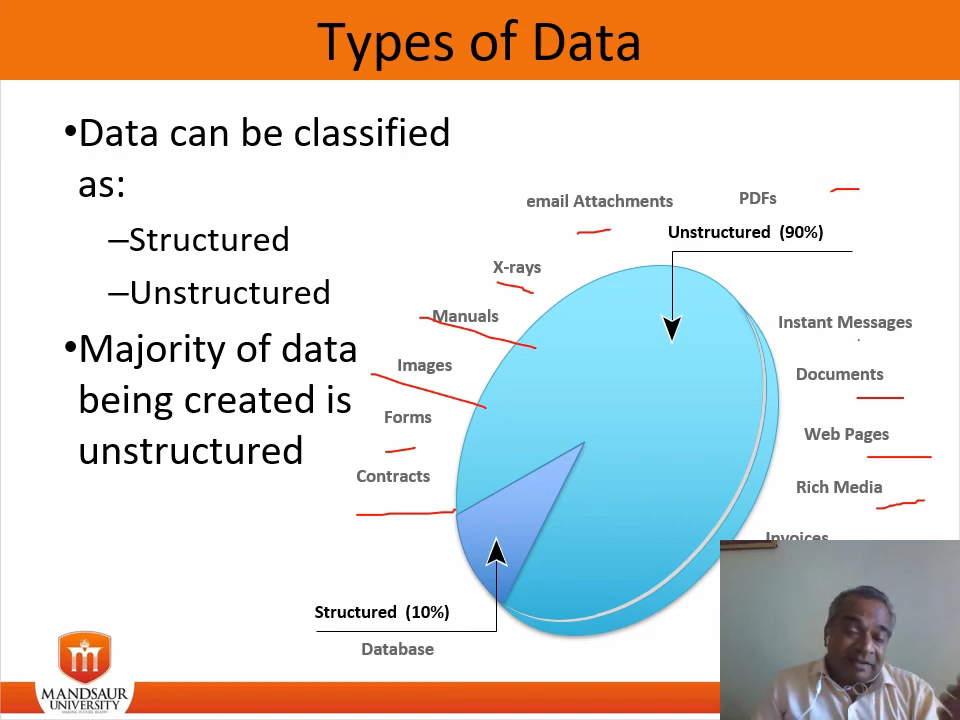 Types of Data
•Data can be classified
as:
–Structured
–Unstructured
•Majority of data
being created is
unstructured
email Attachments
PDFs
Unstructured (90%)
X-rays
Manuals
Images
Forms
Contracts
Instant Messages
Documents
Web Pages
Rich Media
Invoices
Structured (10%)
Database
MANDSAUR
UNIVERSITY